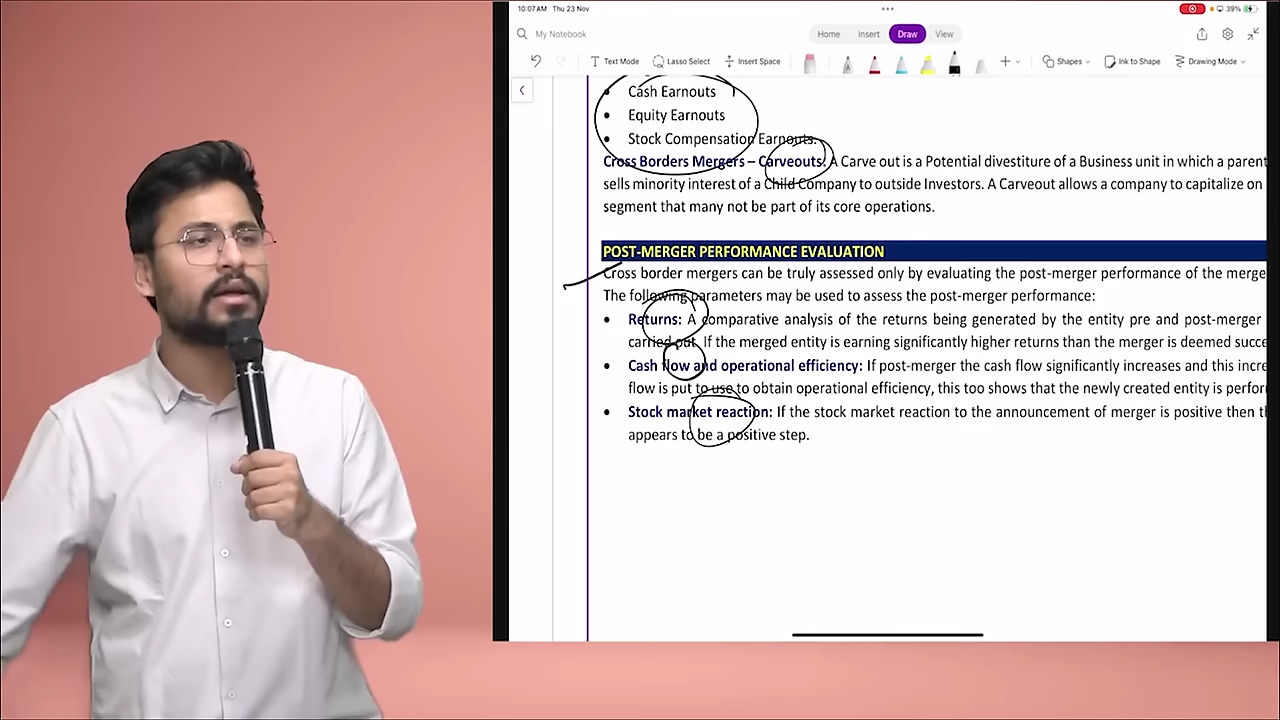 10:07 AM Thu 23 Nov
39%
My Notebook
Home Insert Draw View
Text Mode Lasso Select Insert Space Shapes Ink to Shape Drawing Mode
• Cash Earnouts
• Equity Earnouts
• Stock Compensation Earnouts.
Cross Borders Mergers – Carveouts: A Carve out is a Potential divestiture of a Business unit in which a parent
sells minority interest of a Child Company to outside Investors. A Carveout allows a company to capitalize on
segment that many not be part of its core operations.
POST-MERGER PERFORMANCE EVALUATION
Cross border mergers can be truly assessed only by evaluating the post-merger performance of the merge
The following parameters may be used to assess the post-merger performance:
• Returns: A comparative analysis of the returns being generated by the entity pre and post-merger
carried out. If the merged entity is earning significantly higher returns than the merger is deemed succe
• Cash flow and operational efficiency: If post-merger the cash flow significantly increases and this incre
flow is put to use to obtain operational efficiency, this too shows that the newly created entity is perfor
• Stock market reaction: If the stock market reaction to the announcement of merger is positive then t
appears to be a positive step.